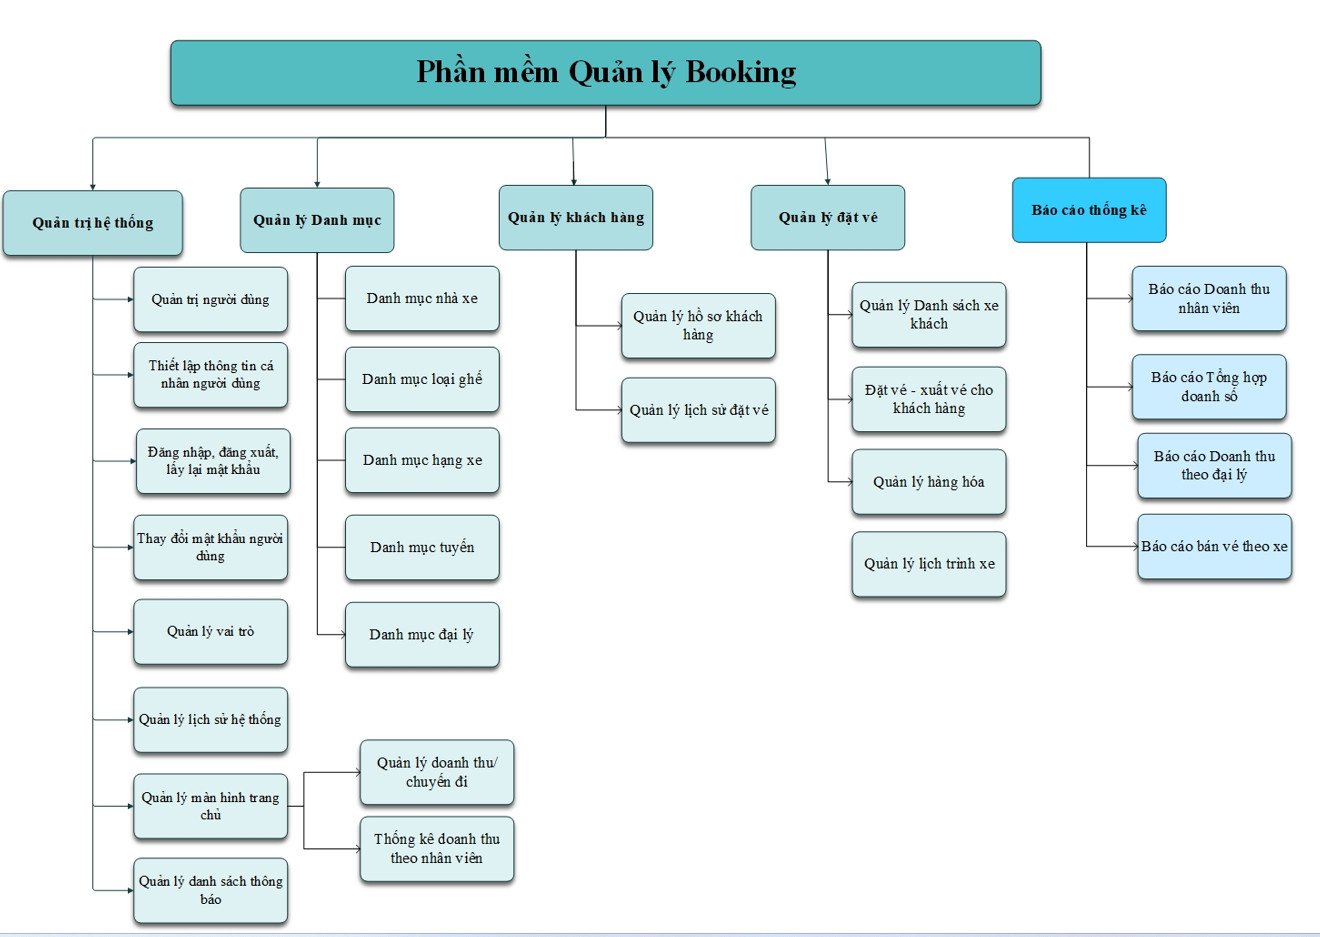 Phần mềm Quản lý Booking
Quản trị hệ thống
Quản trị người dùng
Thiết lập thông tin cá
nhân người dùng
Đăng nhập, đăng xuất,
lấy lại mật khẩu
Thay đổi mật khẩu người
dùng
Quản lý vai trò
Quản lý lịch sử hệ thống
Quản lý màn hình trang
chủ
Quản lý doanh thu/
chuyến đi
Thống kê doanh thu
theo nhân viên
Quản lý danh sách thông
báo
Quản lý Danh mục
Danh mục nhà xe
Danh mục loại ghế
Danh mục hạng xe
Danh mục tuyến
Danh mục đại lý
Quản lý khách hàng
Quản lý hồ sơ khách
hàng
Quản lý lịch sử đặt vé
Quản lý đặt vé
Quản lý Danh sách xe
khách
Đặt vé - xuất vé cho
khách hàng
Quản lý hàng hóa
Quản lý lịch trình xe
Báo cáo thống kê
Báo cáo Doanh thu
nhân viên
Báo cáo Tổng hợp
doanh số
Báo cáo Doanh thu
theo đại lý
Báo cáo bán vé theo xe